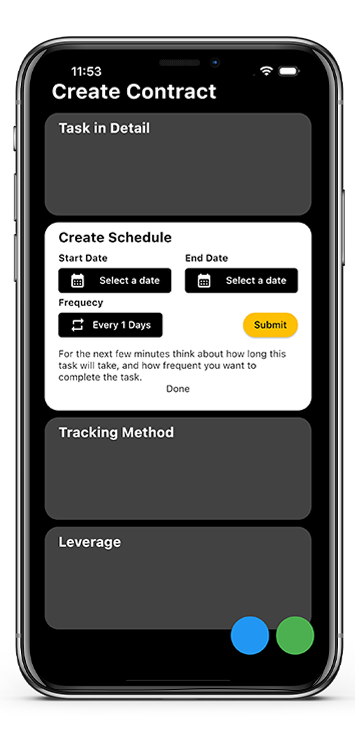 11:53
Create Contract
Task in Detail
Create Schedule
Start Date End Date
Select a date Select a date
Frequecy
Every 1 Days Submit
For the next few minutes think about how long this
task will take, and how frequent you want to
complete the task.
Done
Tracking Method
Leverage